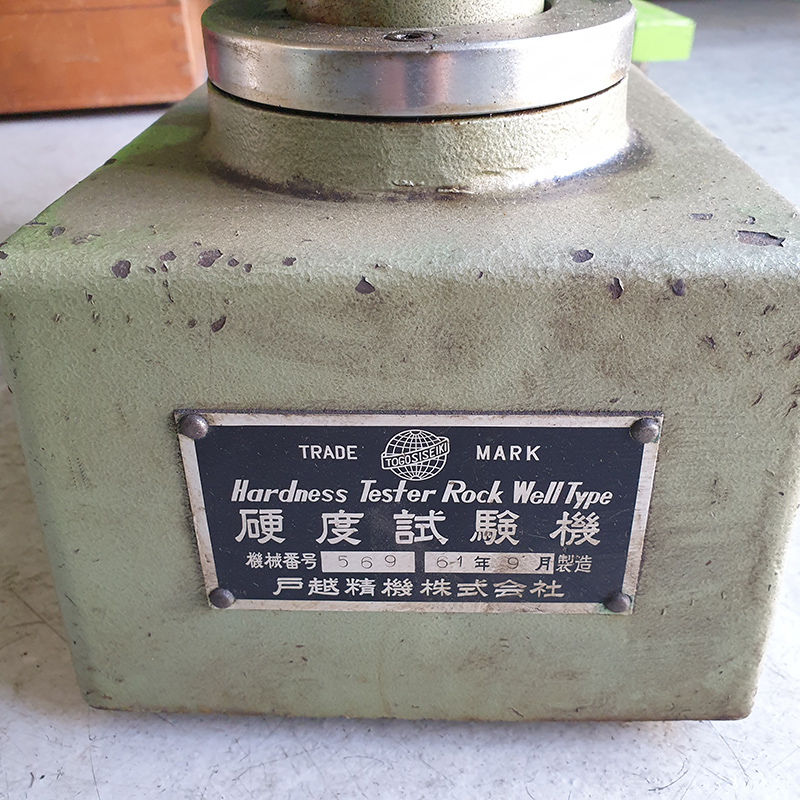 TRADE TOGOSISEIKI MARK
Hardness Tester Rock Well Type
硬度試験機
機械番号 569 61年9月製造
戸越精機株式会社